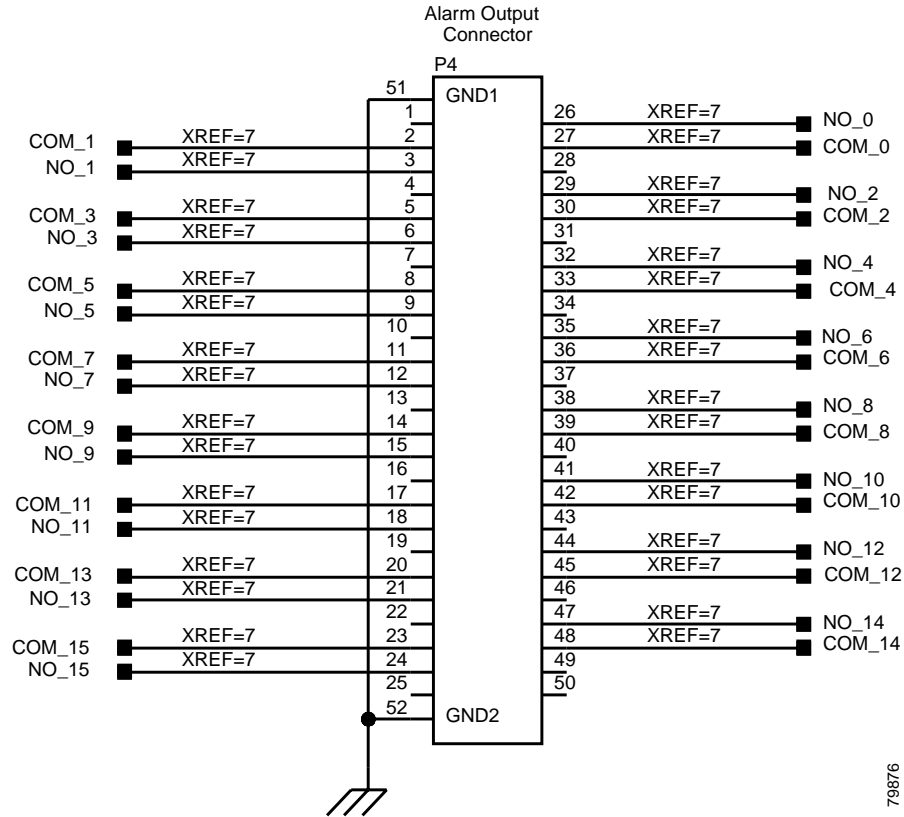 Alarm Output
Connector
P4
51
GND1
1
26 XREF=7 NO_0
COM_1 XREF=7 2
27 XREF=7 COM_0
NO_1 XREF=7 3
28
4
29 XREF=7 NO_2
COM_3 XREF=7 5
30 XREF=7 COM_2
NO_3 XREF=7 6
31
7
32 XREF=7 NO_4
COM_5 XREF=7 8
33 XREF=7 COM_4
NO_5 XREF=7 9
34
10
35 XREF=7 NO_6
COM_7 XREF=7 11
36 XREF=7 COM_6
NO_7 XREF=7 12
37
13
38 XREF=7 NO_8
COM_9 XREF=7 14
39 XREF=7 COM_8
NO_9 XREF=7 15
40
16
41 XREF=7 NO_10
COM_11 XREF=7 17
42 XREF=7 COM_10
NO_11 XREF=7 18
43
19
44 XREF=7 NO_12
COM_13 XREF=7 20
45 XREF=7 COM_12
NO_13 XREF=7 21
46
22
47 XREF=7 NO_14
COM_15 XREF=7 23
48 XREF=7 COM_14
NO_15 XREF=7 24
49
25
50
52
GND2
79876